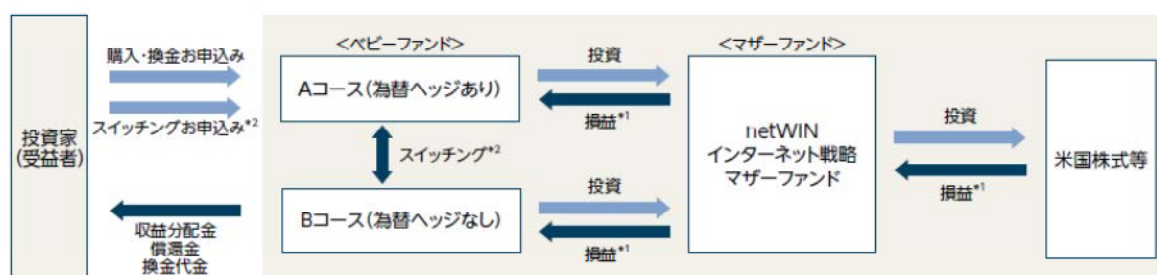 投資家
(受益者)
購入・換金お申込み
スイッチングお申込み*2
収益分配金
償還金
換金代金
<ベビーファンド>
Aコース(為替ヘッジあり)
スイッチング*2
Bコース(為替ヘッジなし)
投資
損益*1
投資
損益*1
<マザーファンド>
netWIN
インターネット戦略
マザーファンド
投資
損益*1
米国株式等